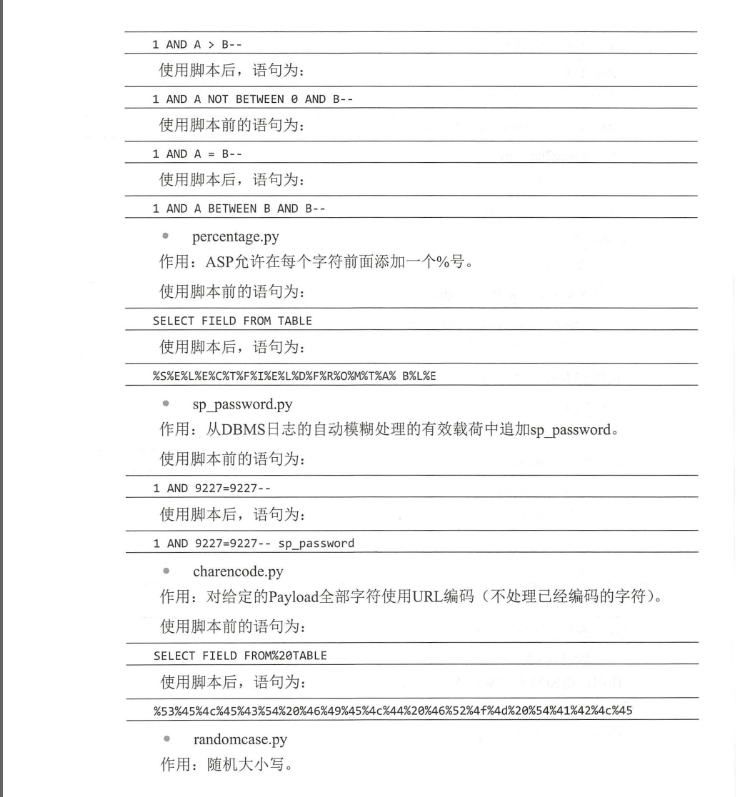 1 AND A > B--
使用脚本后，语句为：
1 AND A NOT BETWEEN 0 AND B--
使用脚本前的语句为：
1 AND A = B--
使用脚本后，语句为：
1 AND A BETWEEN B AND B--
• percentage.py
作用：ASP允许在每个字符前面添加一个%号。
使用脚本前的语句为：
SELECT FIELD FROM TABLE
使用脚本后，语句为：
%S%E%L%E%C%T%F%I%E%L%D%F%R%O%M%T%A% B%L%E
• sp_password.py
作用：从DBMS日志的自动模糊处理的有效载荷中追加sp_password。
使用脚本前的语句为：
1 AND 9227=9227--
使用脚本后，语句为：
1 AND 9227=9227-- sp_password
• charencode.py
作用：对给定的Payload全部字符使用URL编码（不处理已经编码的字符）。
使用脚本前的语句为：
SELECT FIELD FROM%20TABLE
使用脚本后，语句为：
%53%45%4c%45%43%54%20%46%49%45%4c%44%20%46%52%4f%4d%20%54%41%42%4c%45
• randomcase.py
作用：随机大小写。